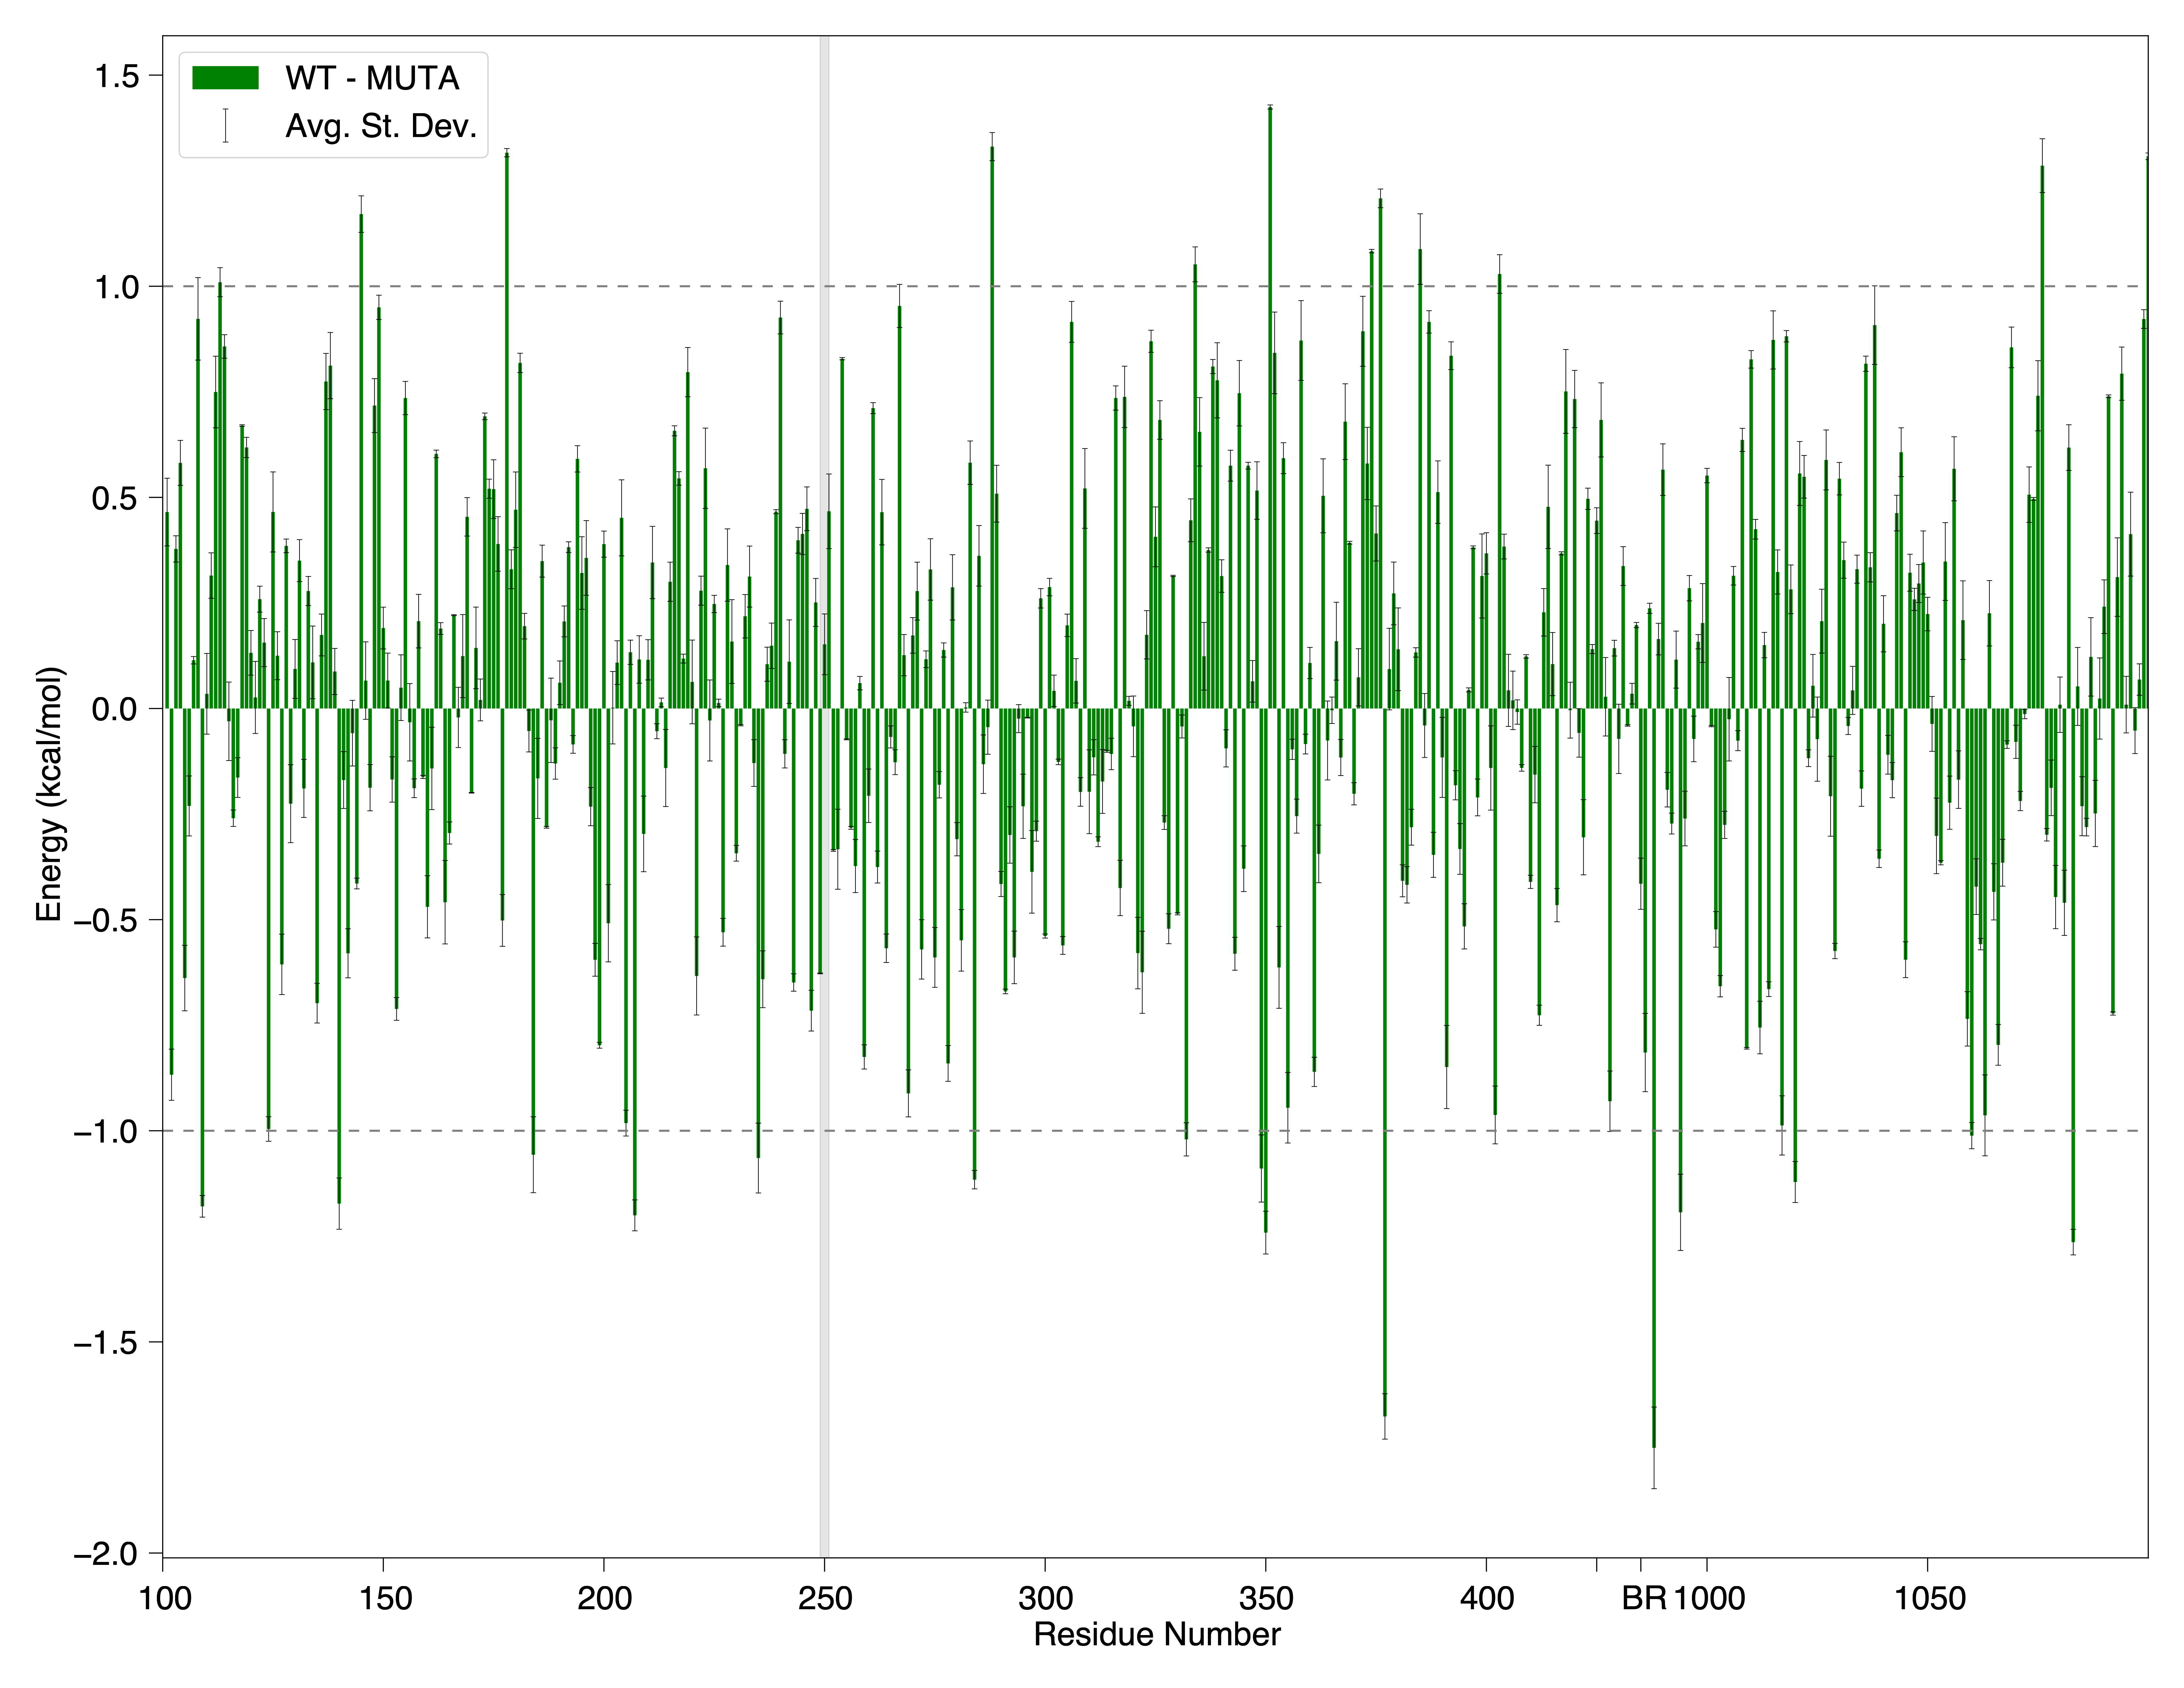 WT - MUTA
Avg. St. Dev.
1.5
1.0
0.5
0.0
−0.5
−1.0
−1.5
−2.0
Energy (kcal/mol)
100 150 200 250 300 350 400 BR 1000 1050
Residue Number